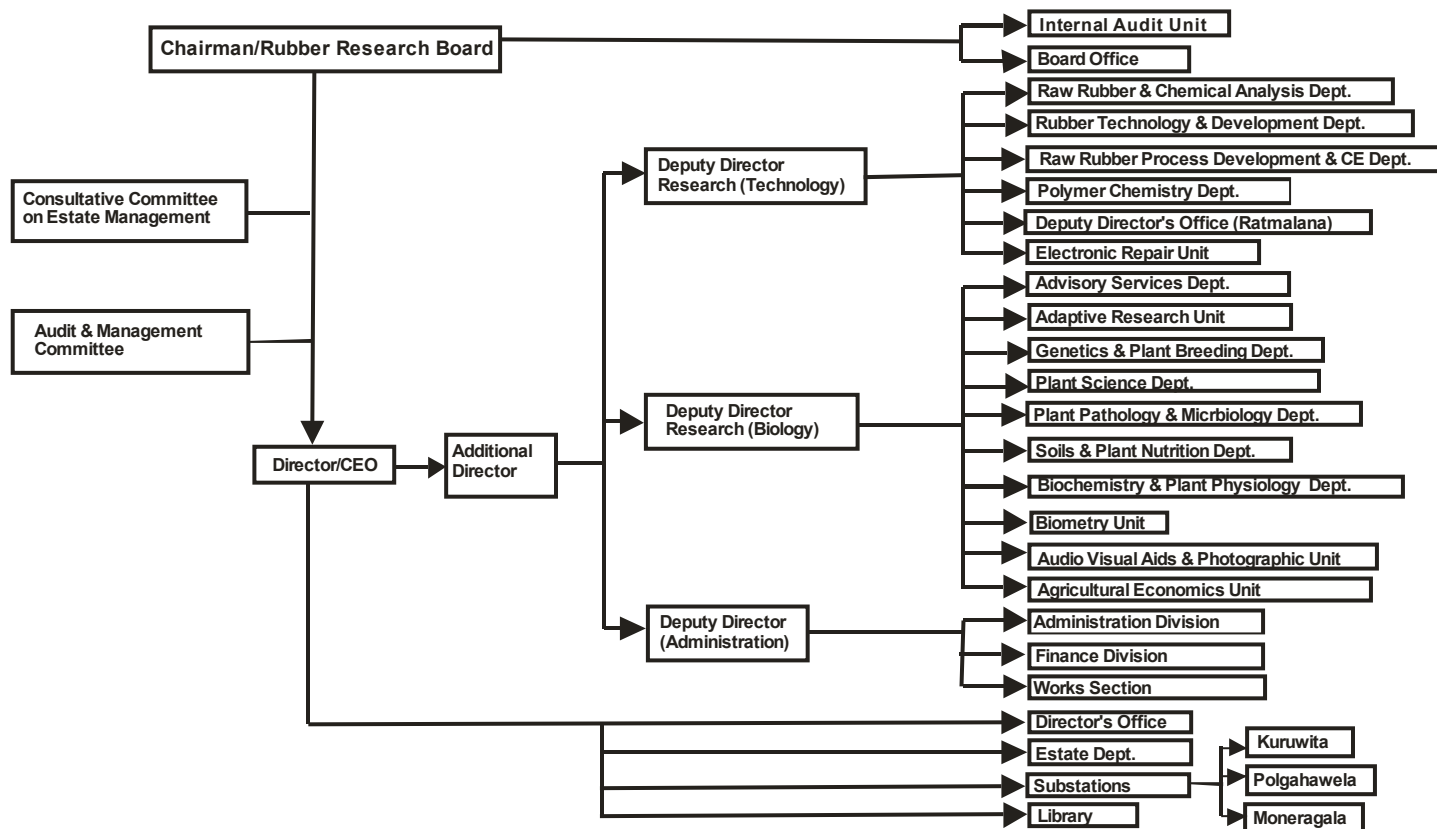 Chairman/Rubber Research Board
Internal Audit Unit
Board Office
Raw Rubber & Chemical Analysis Dept.
Rubber Technology & Development Dept.
Raw Rubber Process Development & CE Dept.
Polymer Chemistry Dept.
Deputy Director's Office (Ratmalana)
Electronic Repair Unit
Deputy Director
Research (Technology)
Consultative Committee
on Estate Management
Audit & Management
Committee
Advisory Services Dept.
Adaptive Research Unit
Genetics & Plant Breeding Dept.
Plant Science Dept.
Plant Pathology & Micrbiology Dept.
Soils & Plant Nutrition Dept.
Biochemistry & Plant Physiology Dept.
Biometry Unit
Audio Visual Aids & Photographic Unit
Agricultural Economics Unit
Deputy Director
Research (Biology)
Director/CEO
Additional
Director
Deputy Director
(Administration)
Administration Division
Finance Division
Works Section
Director's Office
Estate Dept.
Substations
Library
Kuruwita
Polgahawela
Moneragala